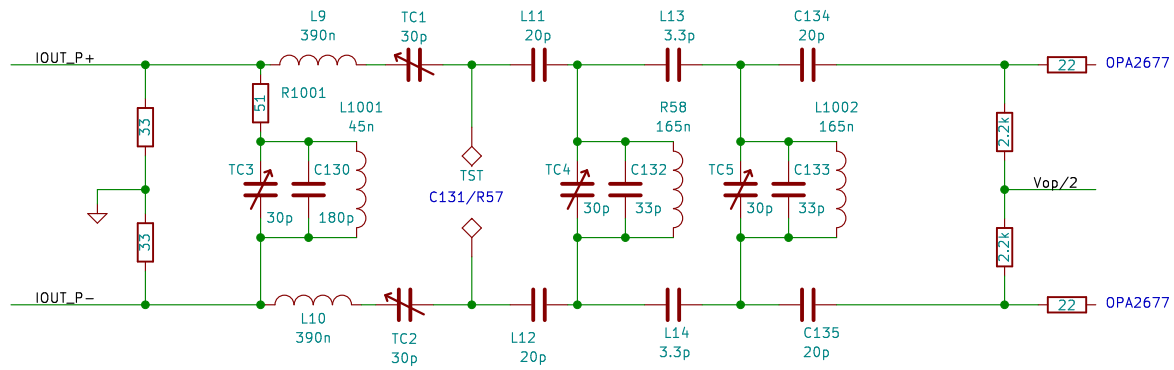 L9
390n
TC1
30p
L11
20p
L13
3.3p
C134
20p
IOUT_P+
22
OPA2677
51
R1001
33
L1001
45n
R58
165n
L1002
165n
2.2k
TC3
C130
TST
C131/R57
TC4
C132
TC5
C133
Vop/2
30p
180p
30p
33p
30p
33p
33
2.2k
IOUT_P-
22
OPA2677
L10
390n
TC2
30p
L12
20p
L14
3.3p
C135
20p